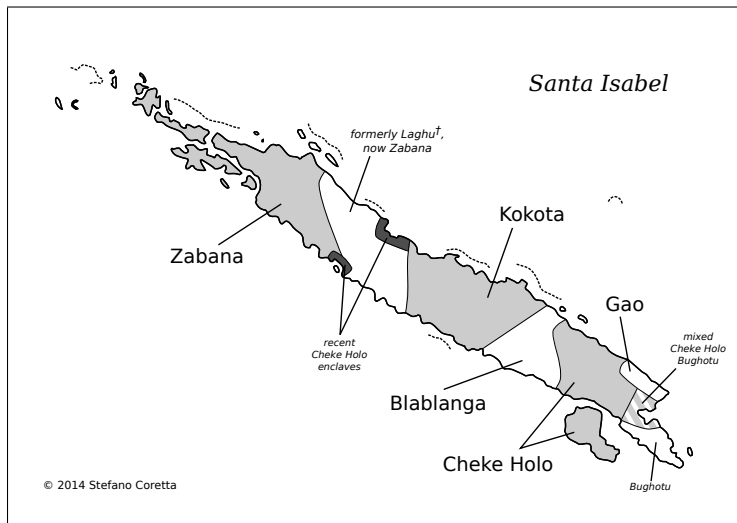 Santa Isabel
formerly Laghu†,
now Zabana
Kokota
Zabana
Gao
recent
Cheke Holo
enclaves
mixed
Cheke Holo
Bughotu
Blablanga
Cheke Holo
Bughotu
© 2014 Stefano Coretta